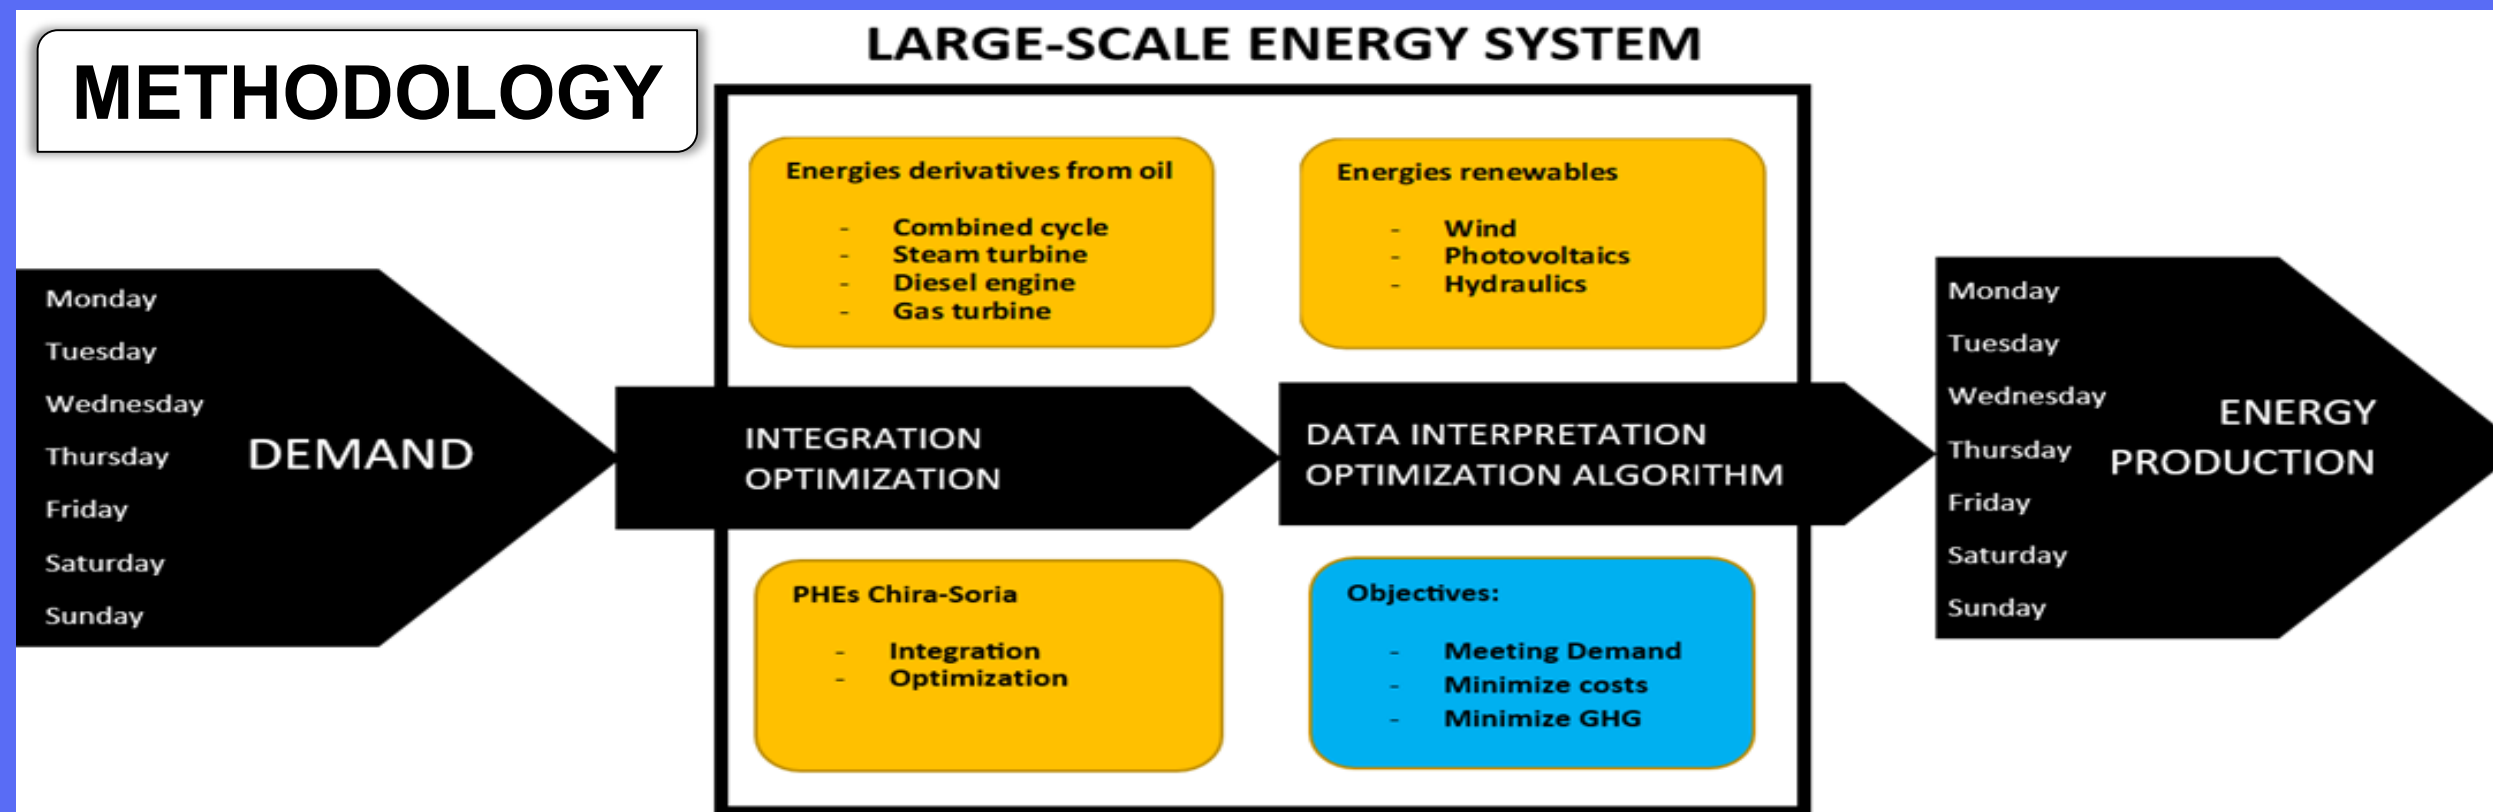 METHODOLOGY
LARGE-SCALE ENERGY SYSTEM
Monday
Tuesday
Wednesday
Thursday
Friday
Saturday
Sunday
DEMAND
Energies derivatives from oil
- Combined cycle
- Steam turbine
- Diesel engine
- Gas turbine
Energies renewables
- Wind
- Photovoltaics
- Hydraulics
INTEGRATION
OPTIMIZATION
DATA INTERPRETATION
OPTIMIZATION ALGORITHM
PHEs Chira-Soria
- Integration
- Optimization
Objectives:
- Meeting Demand
- Minimize costs
- Minimize GHG
Monday
Tuesday
Wednesday
Thursday
Friday
Saturday
Sunday
ENERGY
PRODUCTION